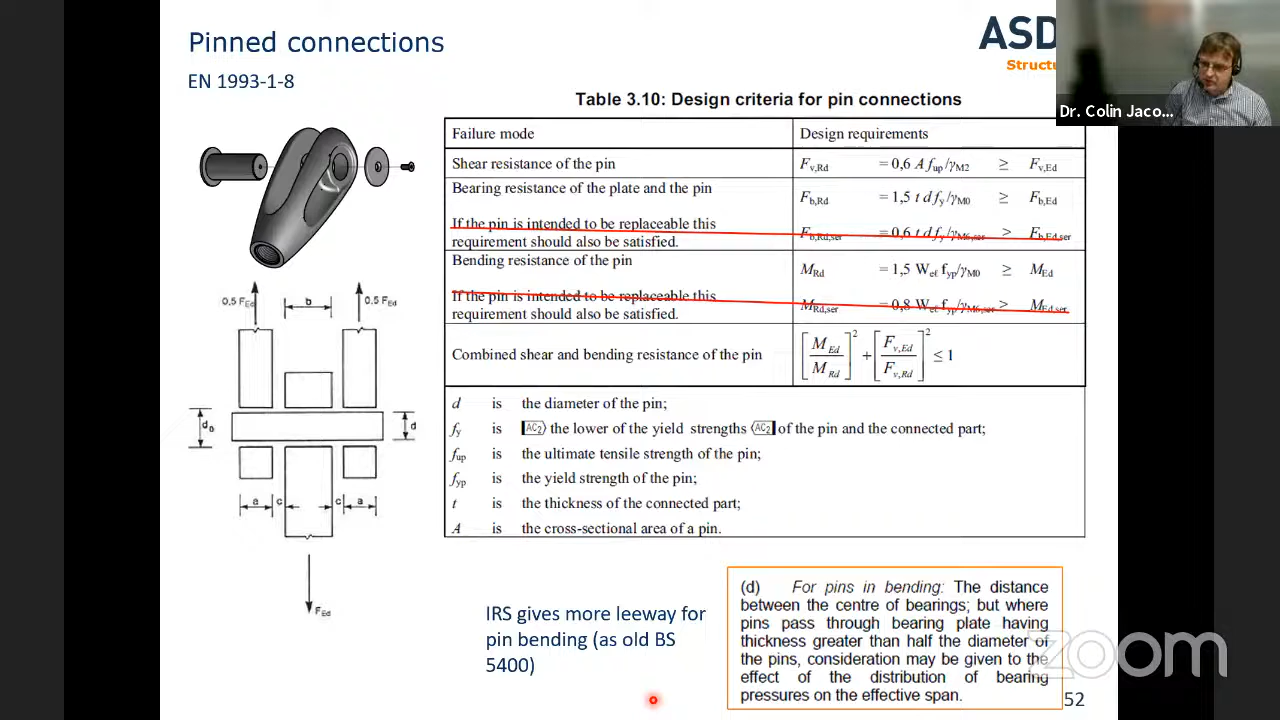 Pinned connections
EN 1993-1-8
ASD
Structu
Dr. Colin Jaco...
Table 3.10: Design criteria for pin connections
Failure mode Design requirements
Shear resistance of the pin F_v,Rd = 0,6 A f_up/γ_M2 ≥ F_v,Ed
Bearing resistance of the plate and the pin F_b,Rd = 1,5 t d f_y/γ_M0 ≥ F_b,Ed
If the pin is intended to be replaceable this
requirement should also be satisfied. F_b,Rd,ser = 0,6 t d f_y/γ_M6,ser ≥ F_b,Ed,ser
Bending resistance of the pin M_Rd = 1,5 W_eℓ f_yp/γ_M0 ≥ M_Ed
If the pin is intended to be replaceable this
requirement should also be satisfied. M_Rd,ser = 0,8 W_eℓ f_yp/γ_M6,ser ≥ M_Ed,ser
Combined shear and bending resistance of the pin [M_Ed/M_Rd]² + [F_v,Ed/F_v,Rd]² ≤ 1
d is the diameter of the pin;
f_y is AC2 the lower of the yield strengths AC2 of the pin and the connected part;
f_up is the ultimate tensile strength of the pin;
f_yp is the yield strength of the pin;
t is the thickness of the connected part;
A is the cross-sectional area of a pin.
0.5 F_Ed b 0.5 F_Ed
d_0 d
a c c a
F_Ed
IRS gives more leeway for
pin bending (as old BS
5400)
(d) For pins in bending: The distance
between the centre of bearings; but where
pins pass through bearing plate having
thickness greater than half the diameter of
the pins, consideration may be given to the
effect of the distribution of bearing
pressures on the effective span.
zoom
52